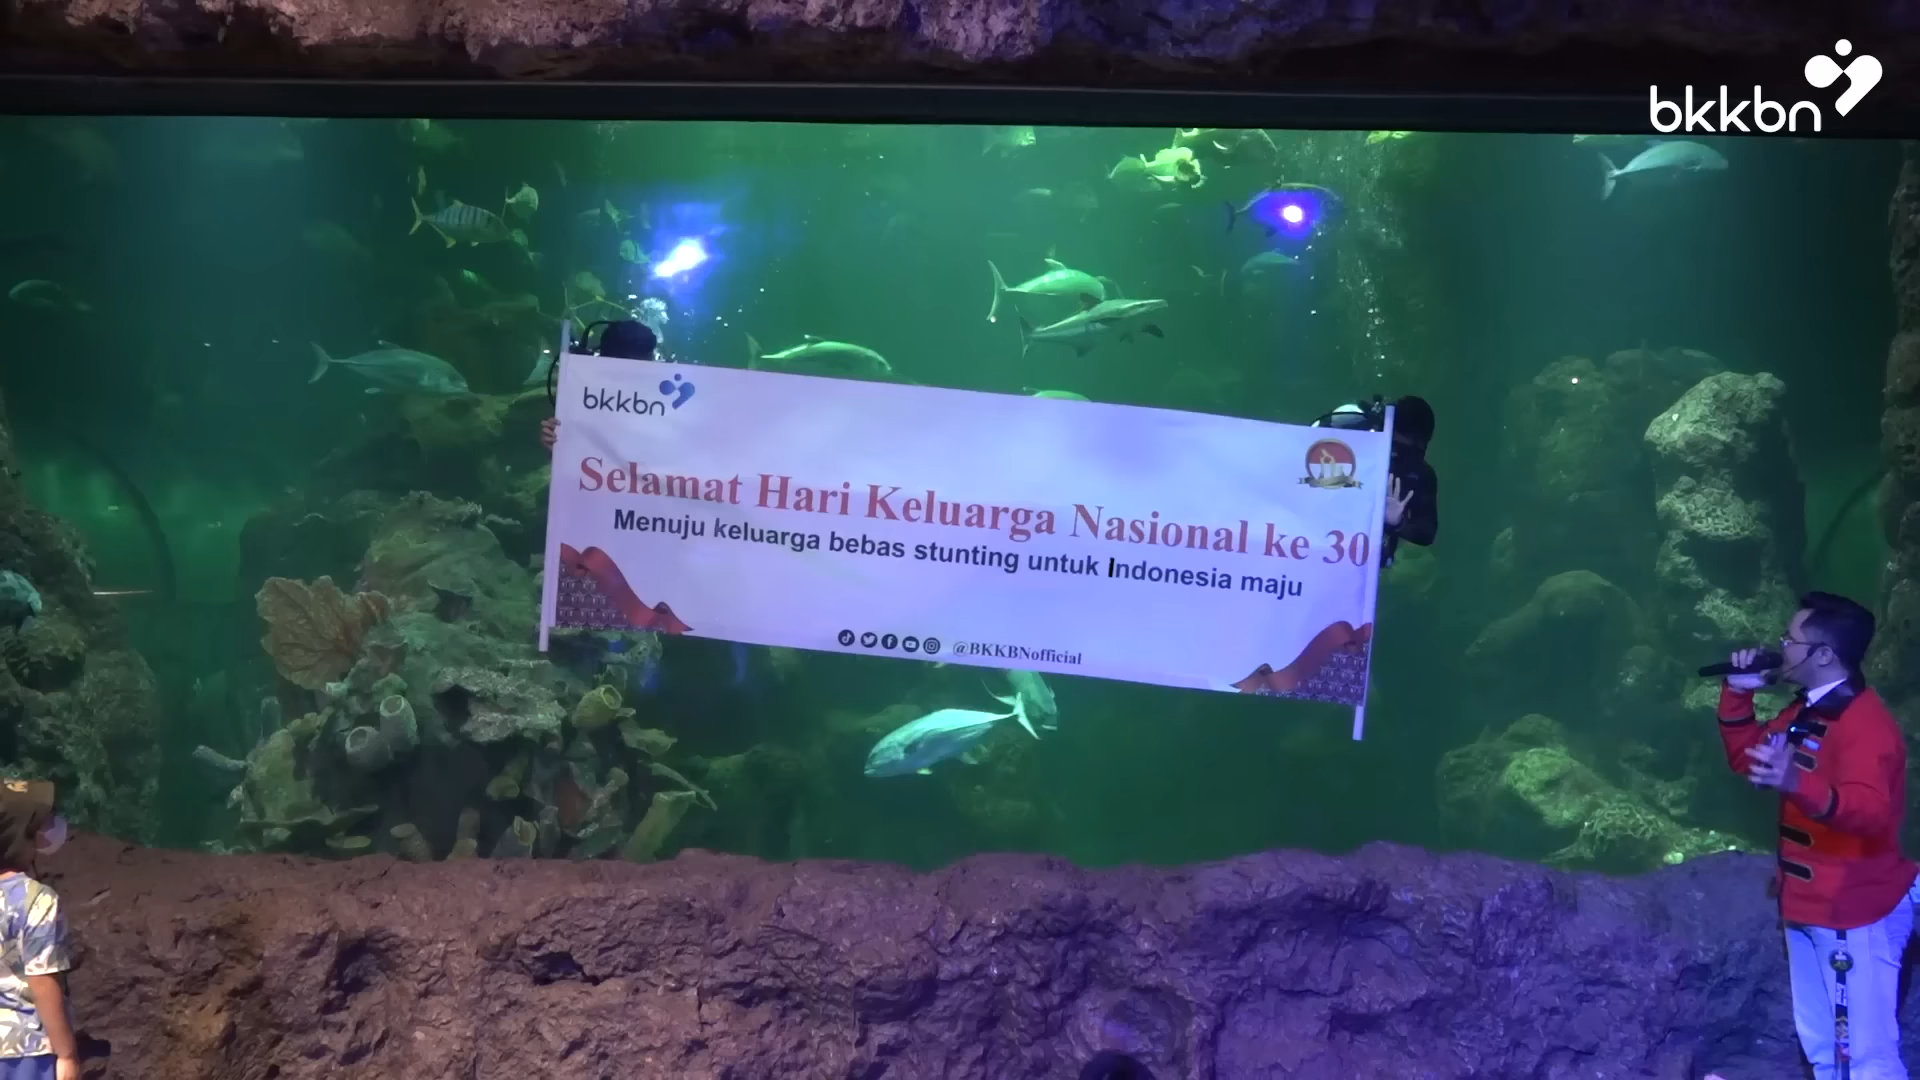 bkkbn
bkkbn
Selamat Hari Keluarga Nasional ke 30
Menuju keluarga bebas stunting untuk Indonesia maju
@BKKBNofficial